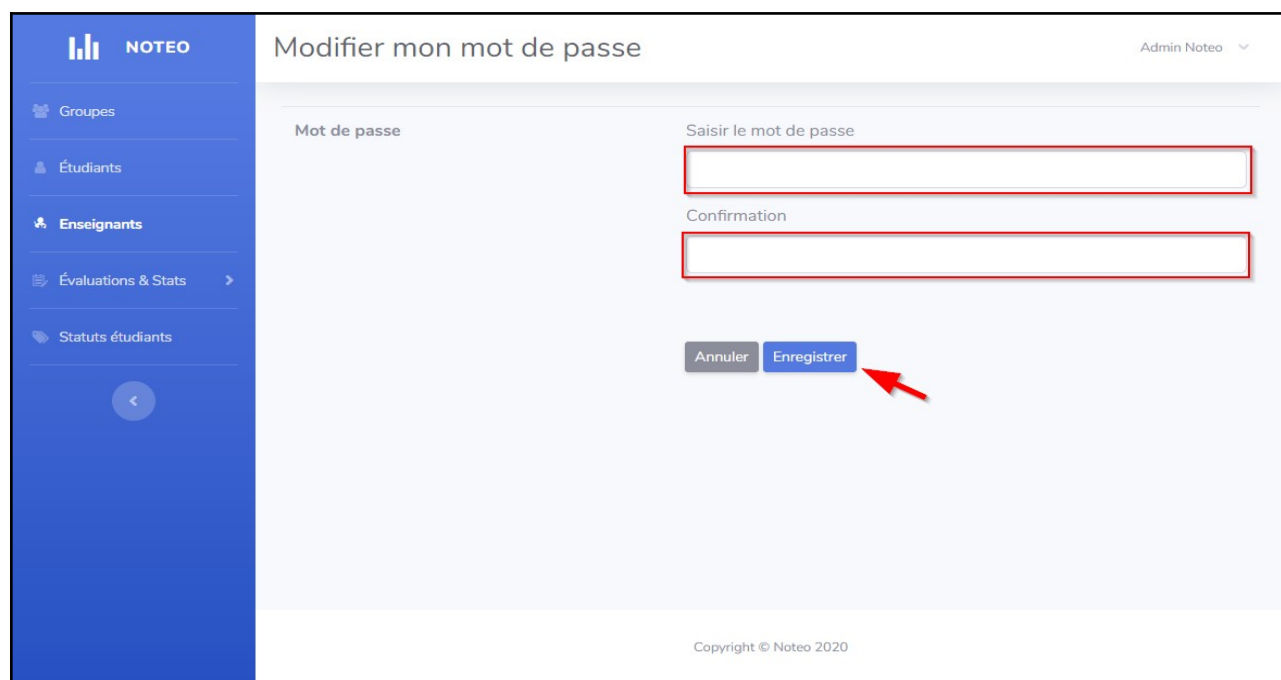 NOTEO
Modifier mon mot de passe
Admin Noteo
Groupes
Étudiants
Enseignants
Évaluations & Stats
Statuts étudiants
Mot de passe
Saisir le mot de passe
Confirmation
Annuler Enregistrer
Copyright © Noteo 2020